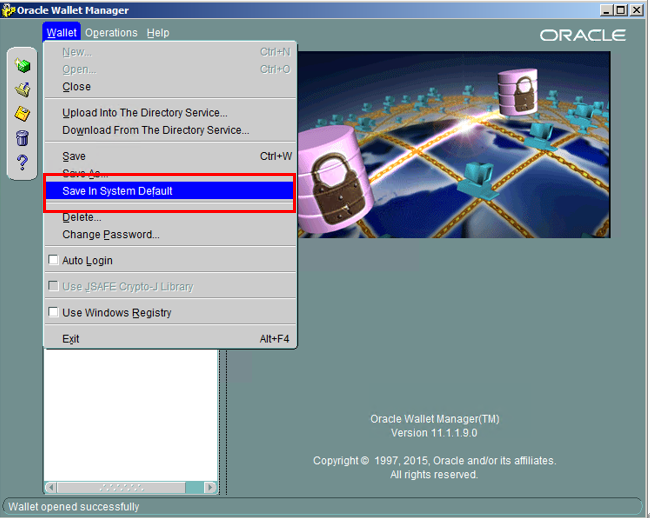 Oracle Wallet Manager
Wallet Operations Help
ORACLE
New... Ctrl+N
Open... Ctrl+O
Close
Upload Into The Directory Service...
Download From The Directory Service...
Save Ctrl+W
Save As...
Save In System Default
Delete...
Change Password...
Auto Login
Use JSAFE Crypto-J Library
Use Windows Registry
Exit Alt+F4
Oracle Wallet Manager(TM)
Version 11.1.1.9.0
Copyright © 1997, 2015, Oracle and/or its affiliates.
All rights reserved.
Wallet opened successfully